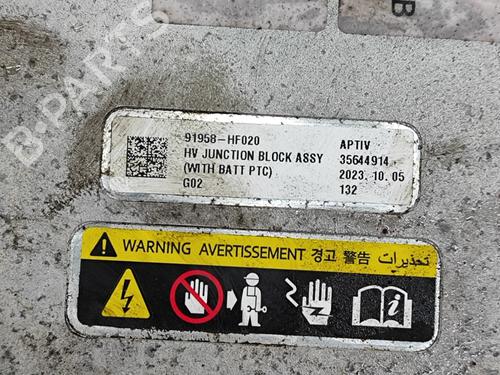 B
B-PARTS
91958-HF020 APTIV
HV JUNCTION BLOCK ASSY 35644914
(WITH BATT PTC) 2023. 10. 05
G02 132
WARNING AVERTISSEMENT 경고 警告 تحذيرات